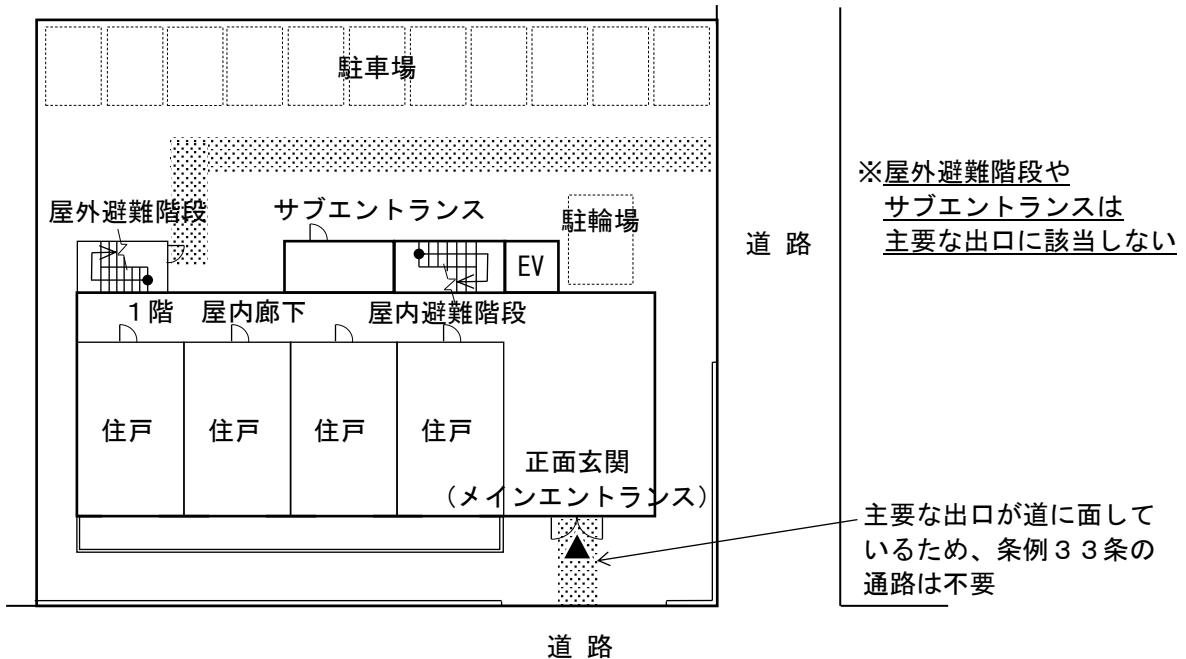 駐車場
※屋外避難階段や
サブエントランスは
主要な出口に該当しない
屋外避難階段
サブエントランス
駐輪場
道 路
EV
1階 屋内廊下
屋内避難階段
住戸
住戸
住戸
住戸
正面玄関
(メインエントランス)
主要な出口が道に面して
いるため、条例33条の
通路は不要
道 路